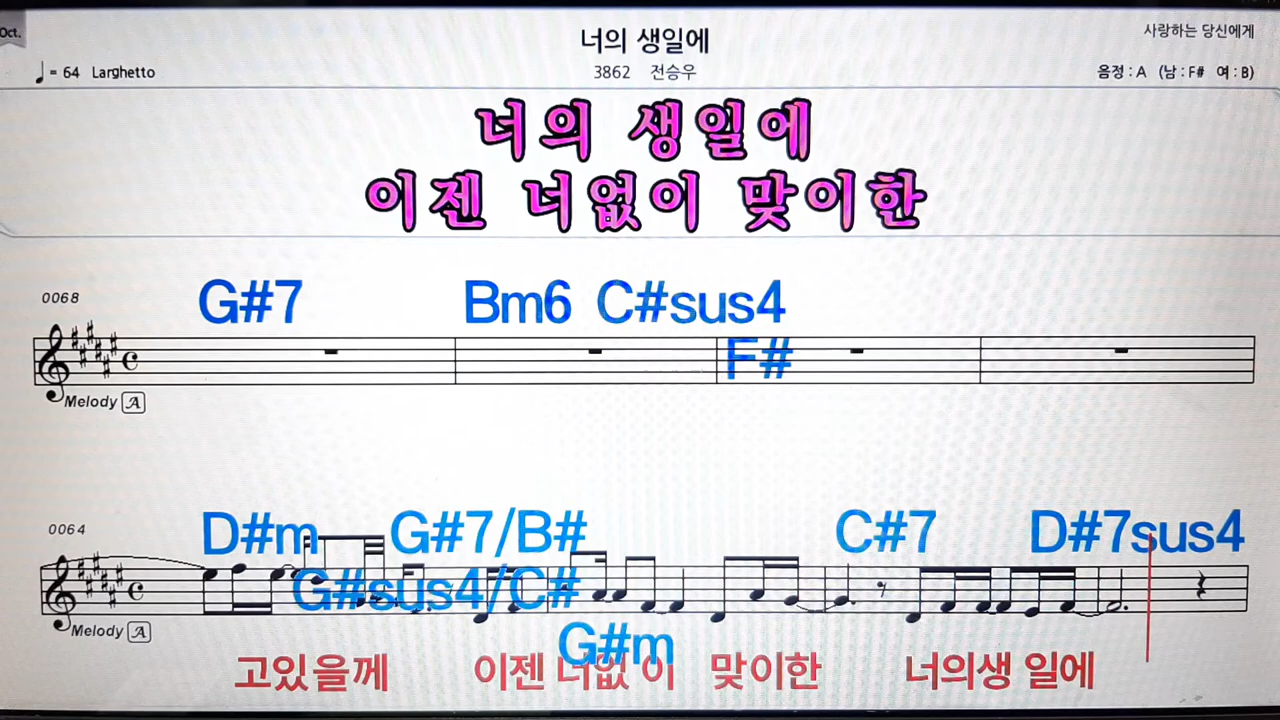 Oct.
너의 생일에
사랑하는 당신에게
♩= 64 Larghetto
3862 전승우
음정 : A (남 : F# 여 : B)
너의 생일에
이젠 너없이 맞이한
0068
G#7 Bm6 C#sus4
F#
Melody A
0064
D#m G#7/B# C#7 D#7sus4
G#sus4/C#
G#m
Melody A
고있을께 이젠 너없 이 맞이한 너의생 일에